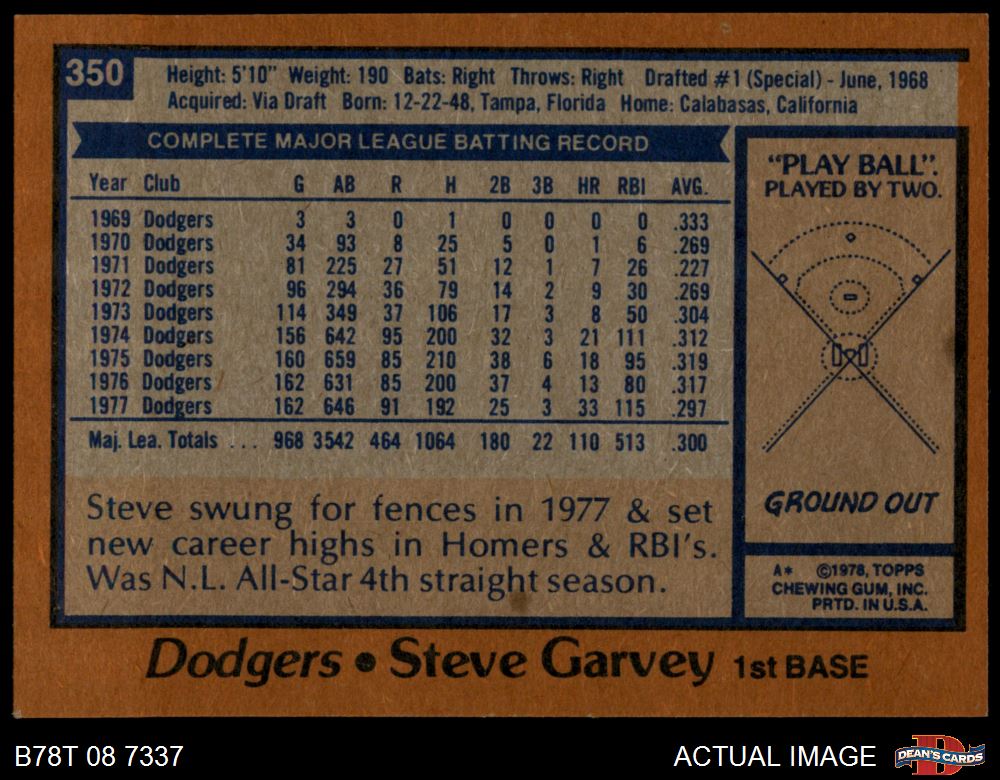 350
Height: 5'10" Weight: 190 Bats: Right Throws: Right Drafted #1 (Special) - June, 1968
Acquired: Via Draft Born: 12-22-48, Tampa, Florida Home: Calabasas, California
COMPLETE MAJOR LEAGUE BATTING RECORD
Year Club G AB R H 2B 3B HR RBI AVG.
1969 Dodgers 3 3 0 1 0 0 0 0 .333
1970 Dodgers 34 93 8 25 5 0 1 6 .269
1971 Dodgers 81 225 27 51 12 1 7 26 .227
1972 Dodgers 96 294 36 79 14 2 9 30 .269
1973 Dodgers 114 349 37 106 17 3 8 50 .304
1974 Dodgers 156 642 95 200 32 3 21 111 .312
1975 Dodgers 160 659 85 210 38 6 18 95 .319
1976 Dodgers 162 631 85 200 37 4 13 80 .317
1977 Dodgers 162 646 91 192 25 3 33 115 .297
Maj. Lea. Totals ... 968 3542 464 1064 180 22 110 513 .300
Steve swung for fences in 1977 & set
new career highs in Homers & RBI's.
Was N.L. All-Star 4th straight season.
"PLAY BALL".
PLAYED BY TWO.
GROUND OUT
A* ©1978, TOPPS
CHEWING GUM, INC.
PRTD. IN U.S.A.
Dodgers • Steve Garvey 1st BASE
B78T 08 7337
ACTUAL IMAGE
D
DEAN'S CARDS